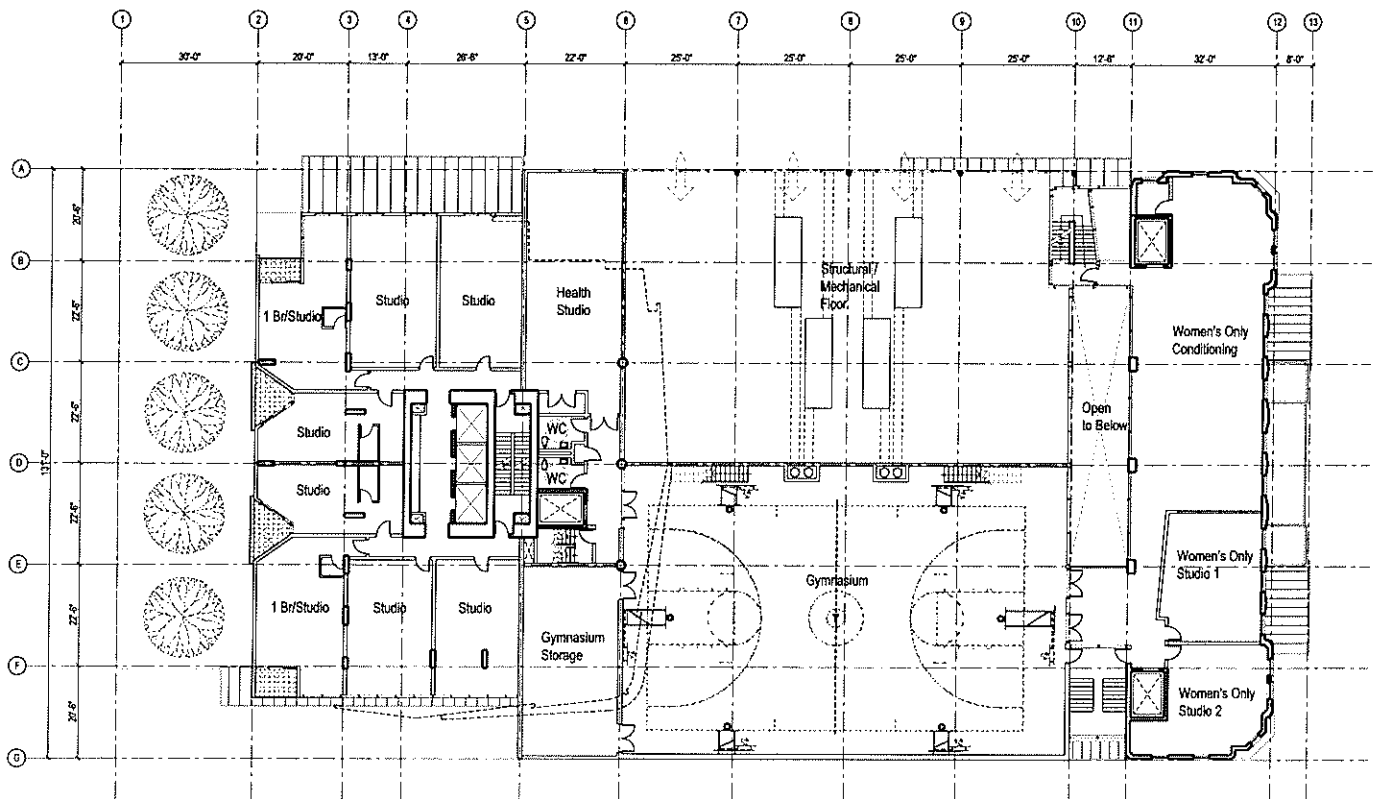 1 2 3 4 5 6 7 8 9 10 11 12 13
30'-0" 20'-0" 13'-0" 26'-6" 22'-0" 25'-0" 25'-0" 25'-0" 25'-0" 12'-6" 32'-0" 8'-0"
A
20'-6"
B
22'-6"
C
22'-6"
D
22'-6"
E
22'-6"
F
20'-6"
G
1 Br/Studio
Studio
Studio
Health
Studio
Structural /
Mechanical
Floor
Women's Only
Conditioning
Open
to Below
Studio
WC
Studio
WC
1 Br/Studio
Studio
Studio
Gymnasium
Storage
Gymnasium
Women's Only
Studio 1
Women's Only
Studio 2